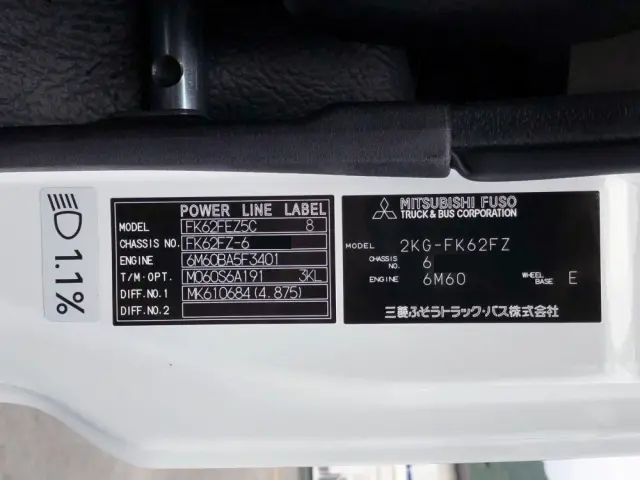 1.1%
POWER LINE LABEL
MODEL FK62FEZ5C 8
CHASSIS NO. FK62FZ-6
ENGINE 6M60BA5F3401
T/M-OPT. M060S6A191 3KL
DIFF.NO.1 MK610684(4.875)
DIFF.NO.2
MITSUBISHI FUSO
TRUCK & BUS CORPORATION
MODEL 2KG-FK62FZ
CHASSIS NO. 6
ENGINE 6M60 WHEEL BASE E
三菱ふそうトラック・バス株式会社